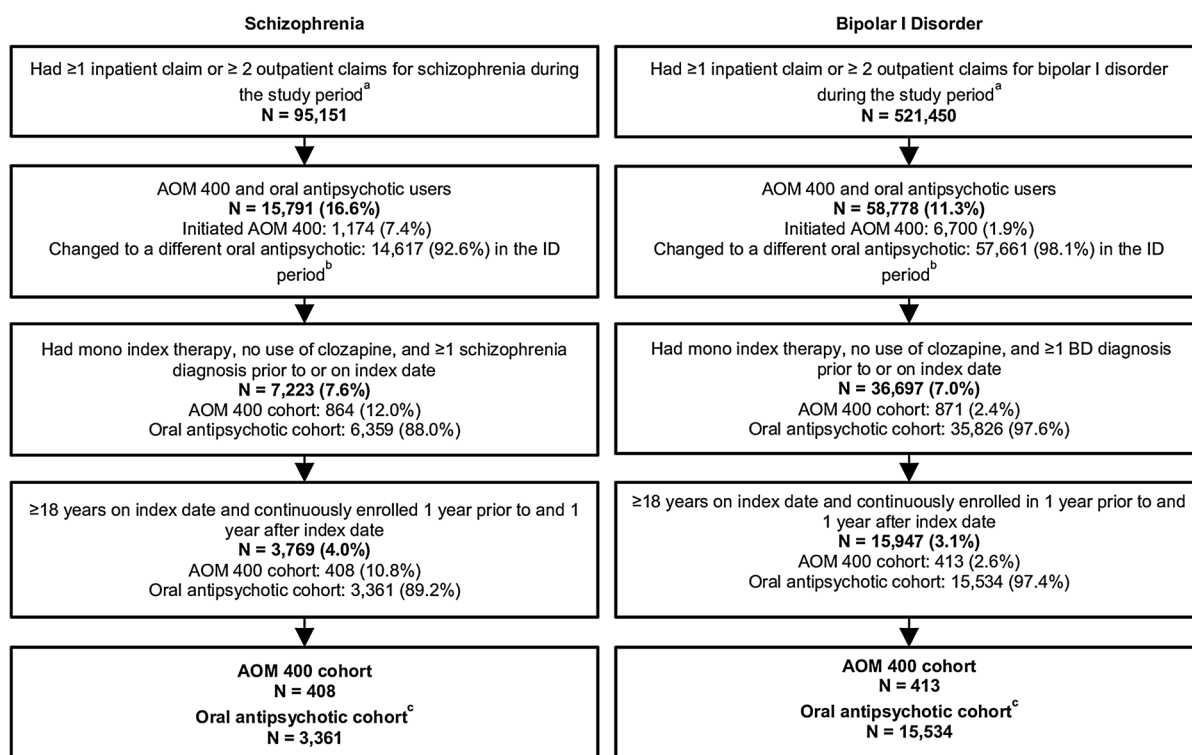 Schizophrenia
Had ≥1 inpatient claim or ≥ 2 outpatient claims for schizophrenia during
the study periodᵃ
N = 95,151
AOM 400 and oral antipsychotic users
N = 15,791 (16.6%)
Initiated AOM 400: 1,174 (7.4%)
Changed to a different oral antipsychotic: 14,617 (92.6%) in the ID
periodᵇ
Had mono index therapy, no use of clozapine, and ≥1 schizophrenia
diagnosis prior to or on index date
N = 7,223 (7.6%)
AOM 400 cohort: 864 (12.0%)
Oral antipsychotic cohort: 6,359 (88.0%)
≥18 years on index date and continuously enrolled 1 year prior to and 1
year after index date
N = 3,769 (4.0%)
AOM 400 cohort: 408 (10.8%)
Oral antipsychotic cohort: 3,361 (89.2%)
AOM 400 cohort
N = 408
Oral antipsychotic cohortᶜ
N = 3,361
Bipolar I Disorder
Had ≥1 inpatient claim or ≥ 2 outpatient claims for bipolar I disorder
during the study periodᵃ
N = 521,450
AOM 400 and oral antipsychotic users
N = 58,778 (11.3%)
Initiated AOM 400: 6,700 (1.9%)
Changed to a different oral antipsychotic: 57,661 (98.1%) in the ID
periodᵇ
Had mono index therapy, no use of clozapine, and ≥1 BD diagnosis
prior to or on index date
N = 36,697 (7.0%)
AOM 400 cohort: 871 (2.4%)
Oral antipsychotic cohort: 35,826 (97.6%)
≥18 years on index date and continuously enrolled in 1 year prior to and
1 year after index date
N = 15,947 (3.1%)
AOM 400 cohort: 413 (2.6%)
Oral antipsychotic cohort: 15,534 (97.4%)
AOM 400 cohort
N = 413
Oral antipsychotic cohortᶜ
N = 15,534